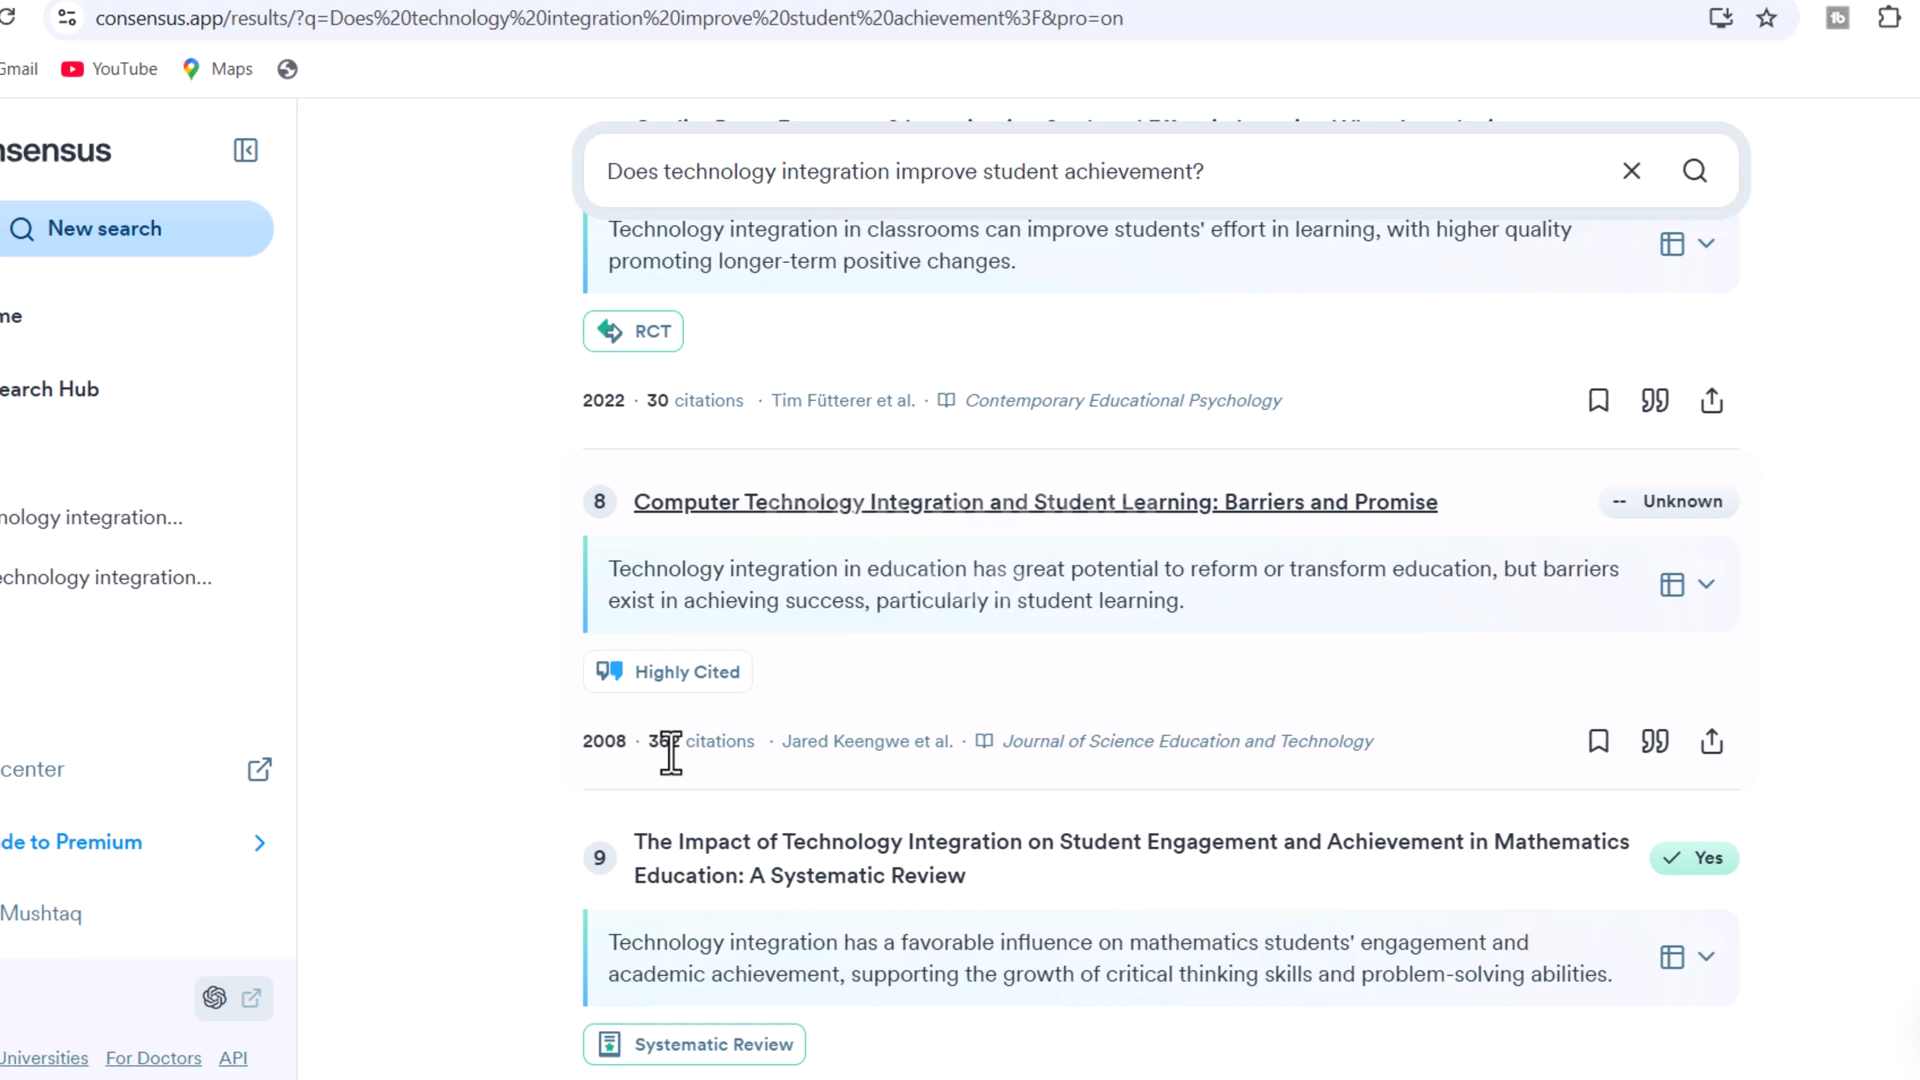 consensus.app/results/?q=Does%20technology%20integration%20improve%20student%20achievement%3F&pro=on
Gmail YouTube Maps
nsensus
New search
me
earch Hub
nology integration...
echnology integration...
center
de to Premium
Mushtaq
Universities For Doctors API
Does technology integration improve student achievement?
Technology integration in classrooms can improve students' effort in learning, with higher quality
promoting longer-term positive changes.
RCT
2022 · 30 citations · Tim Fütterer et al. · Contemporary Educational Psychology
8 Computer Technology Integration and Student Learning: Barriers and Promise -- Unknown
Technology integration in education has great potential to reform or transform education, but barriers
exist in achieving success, particularly in student learning.
Highly Cited
2008 · citations · Jared Keengwe et al. · Journal of Science Education and Technology
9 The Impact of Technology Integration on Student Engagement and Achievement in Mathematics
Education: A Systematic Review
Yes
Technology integration has a favorable influence on mathematics students' engagement and
academic achievement, supporting the growth of critical thinking skills and problem-solving abilities.
Systematic Review